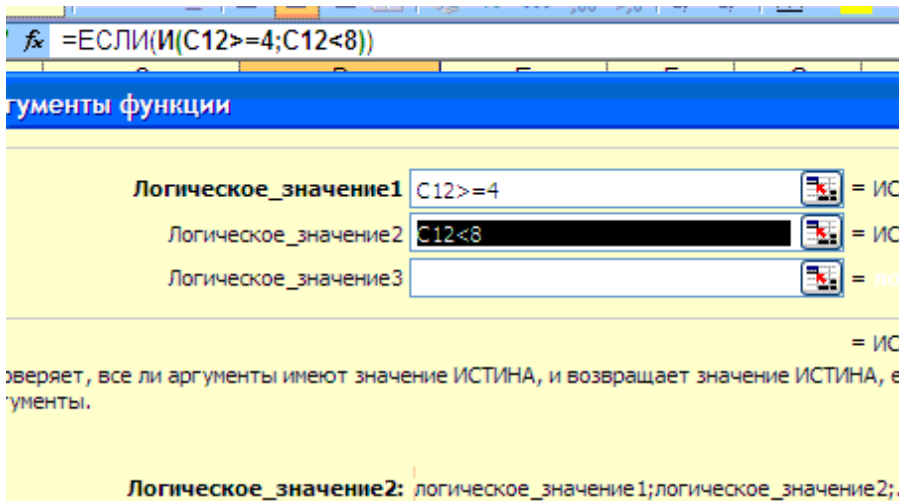 fx =ЕСЛИ(И(C12>=4;C12<8))
гументы функции
Логическое_значение1 C12>=4 = ИС
Логическое_значение2 C12<8 = ИС
Логическое_значение3 =
= ИС
оверяет, все ли аргументы имеют значение ИСТИНА, и возвращает значение ИСТИНА, е
гументы.
Логическое_значение2: логическое_значение1;логическое_значение2;